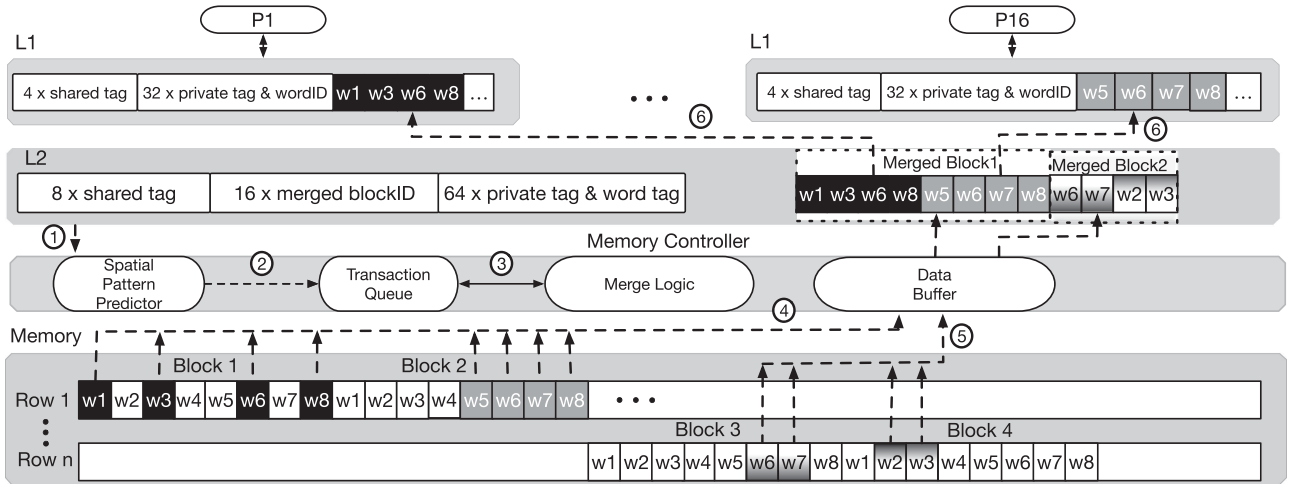 P1
P16
L1
L1
4 x shared tag
32 x private tag & wordID
w1 w3 w6 w8 ...
...
4 x shared tag
32 x private tag & wordID
w5 w6 w7 w8 ...
6
6
L2
8 x shared tag
16 x merged blockID
64 x private tag & word tag
Merged Block1
Merged Block2
w1 w3 w6 w8 w5 w6 w7 w8 w6 w7 w2 w3
1
Memory Controller
Spatial
Pattern
Predictor
2
Transaction
Queue
3
Merge Logic
Data
Buffer
4
5
Memory
Block 1
Block 2
Row 1
w1 w2 w3 w4 w5 w6 w7 w8 w1 w2 w3 w4 w5 w6 w7 w8 ...
Block 3
Block 4
Row n
w1 w2 w3 w4 w5 w6 w7 w8 w1 w2 w3 w4 w5 w6 w7 w8